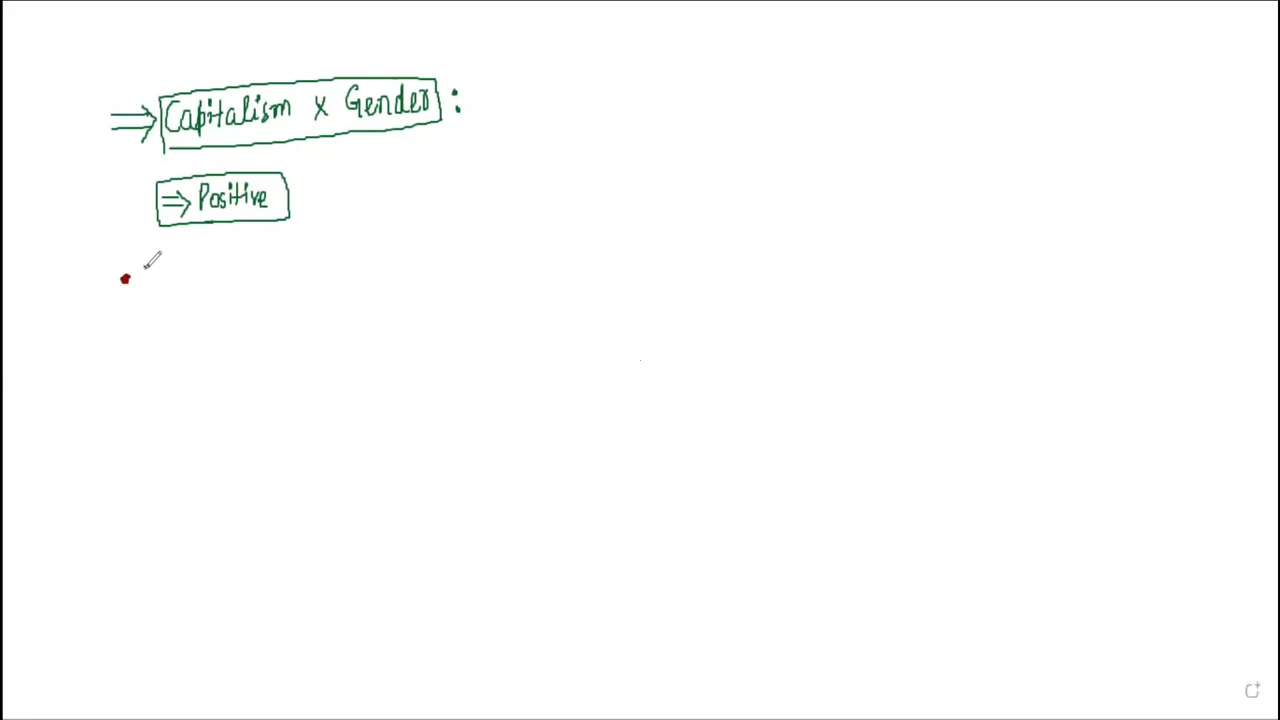 ⇒ Capitalism x Gender :
⇒ Positive